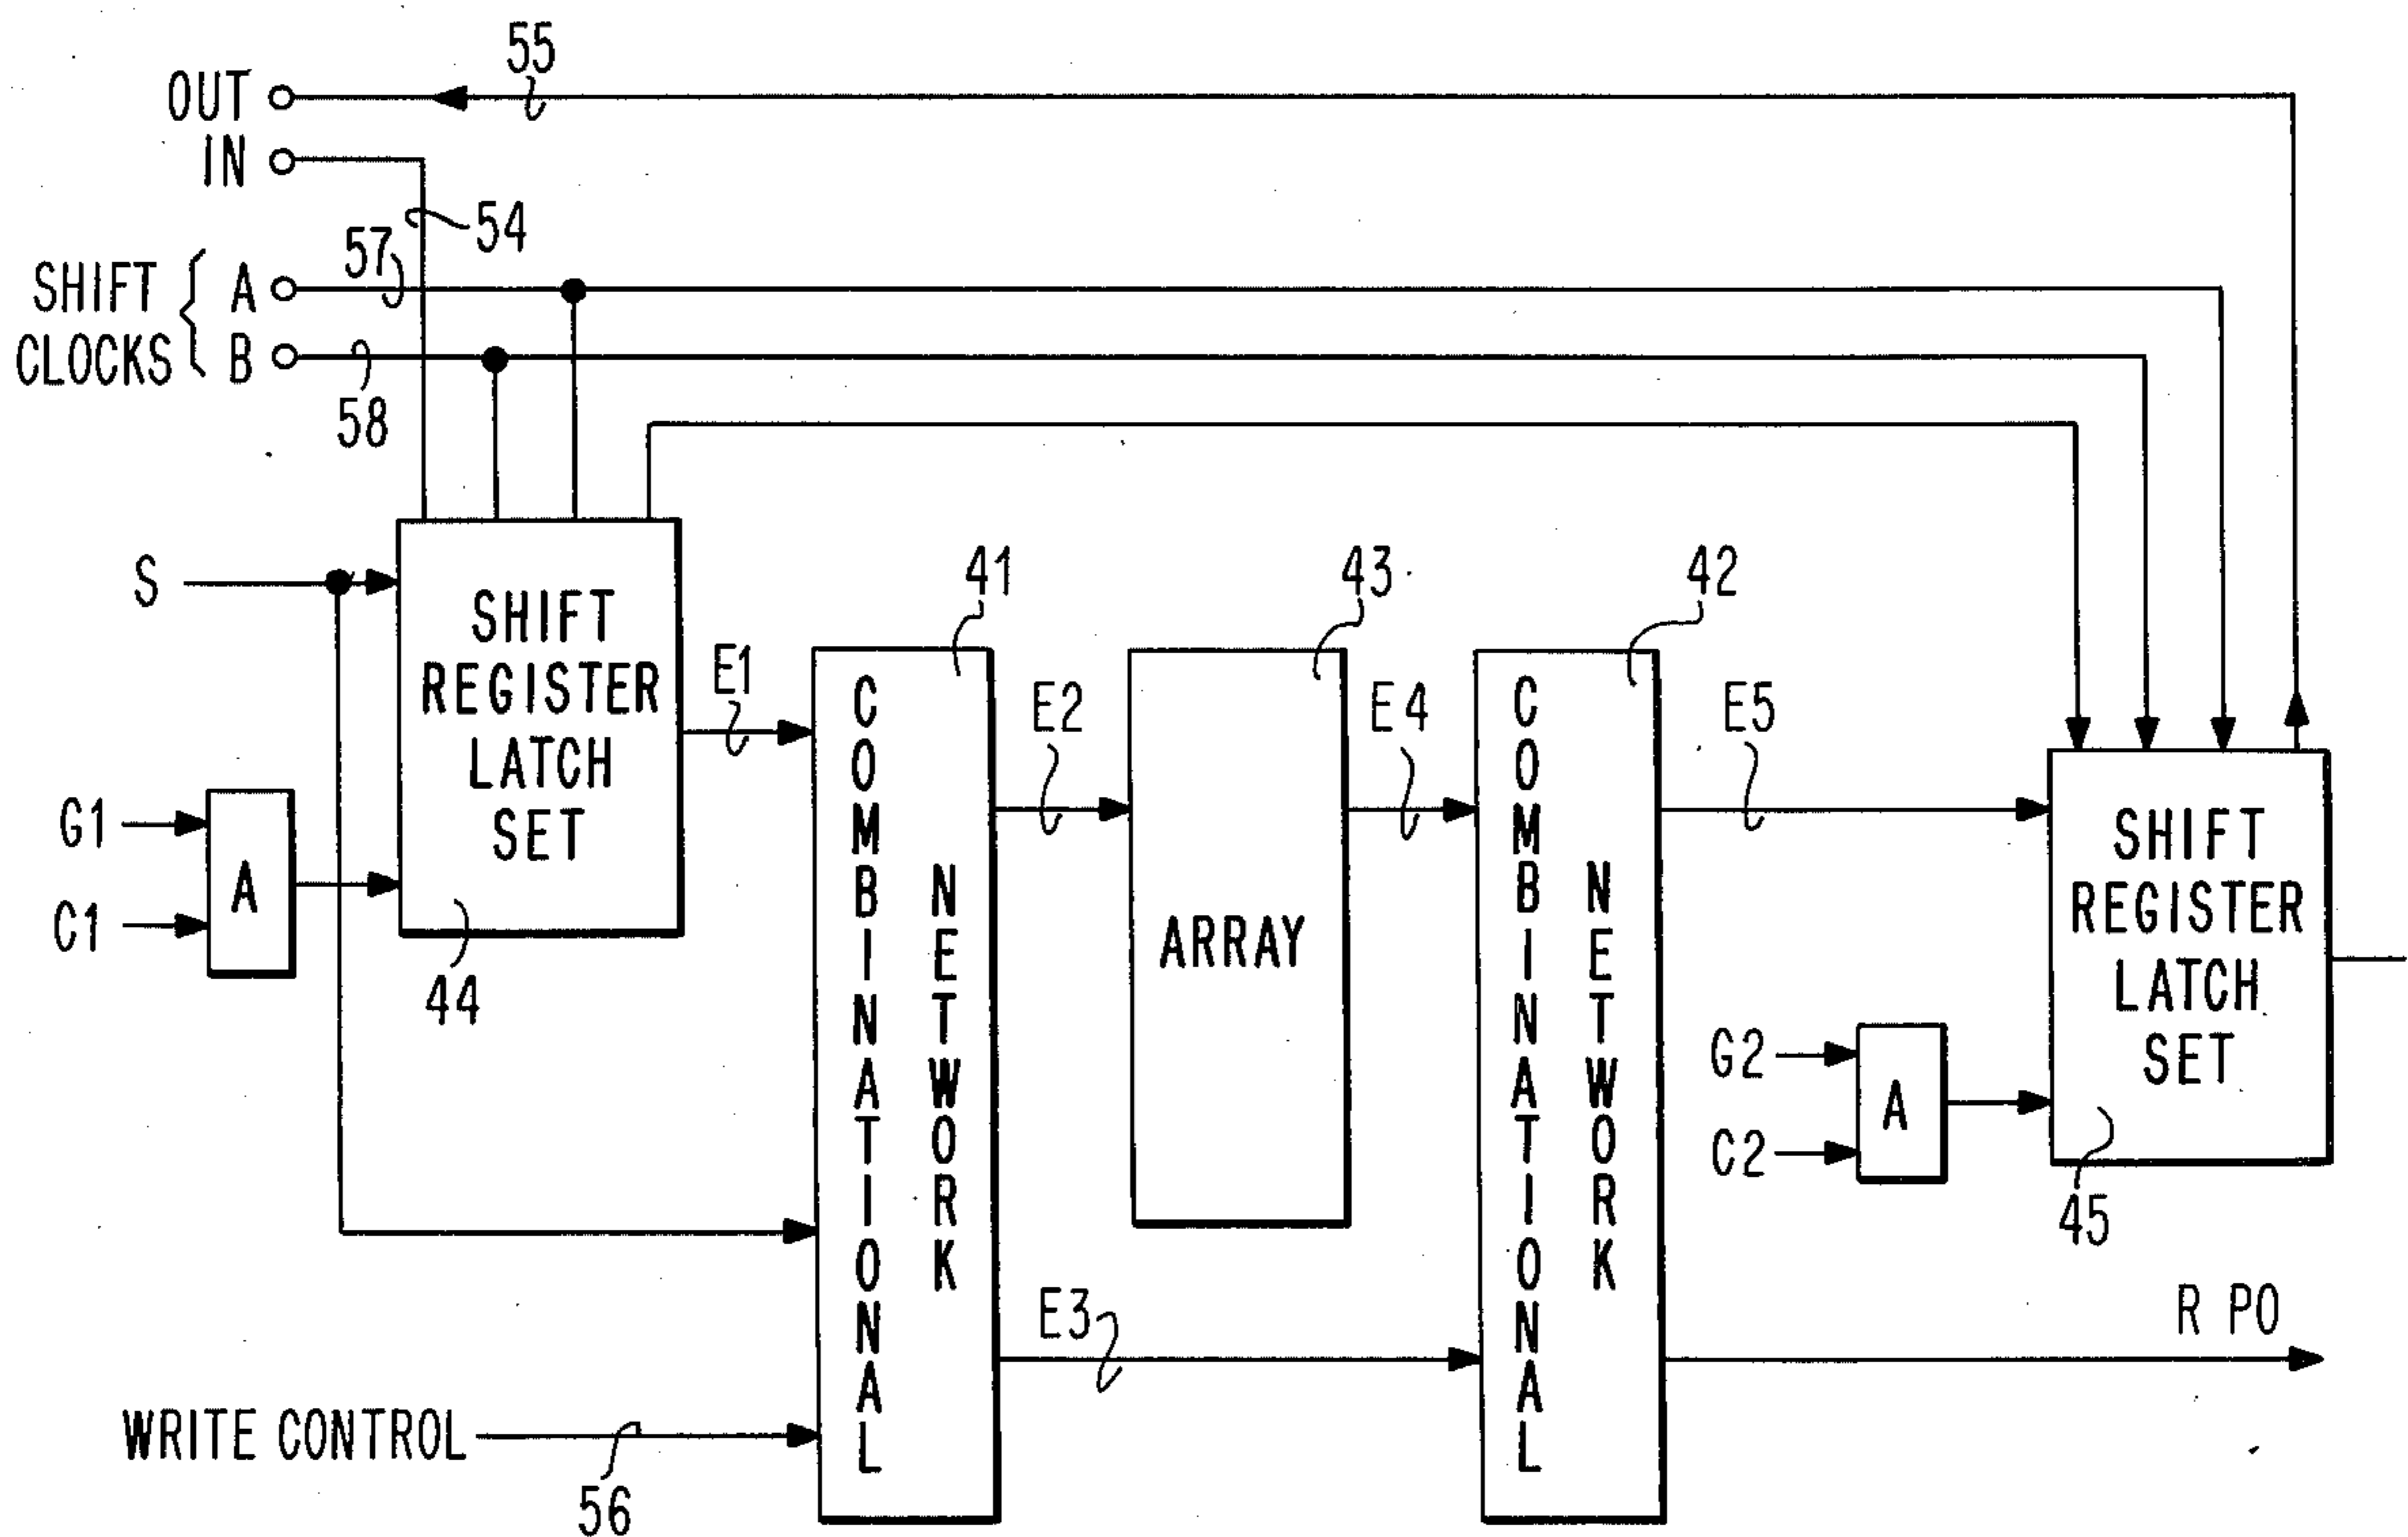 55
OUT
IN
54
57
SHIFT CLOCKS
A
B
58
S
SHIFT
REGISTER
LATCH
SET
41
43
42
E1
E2
E4
E5
G1
C1
A
44
COMBINATIONAL
NETWORK
ARRAY
COMBINATIONAL
NETWORK
SHIFT
REGISTER
LATCH
SET
G2
C2
A
45
E3
R PO
WRITE CONTROL
56